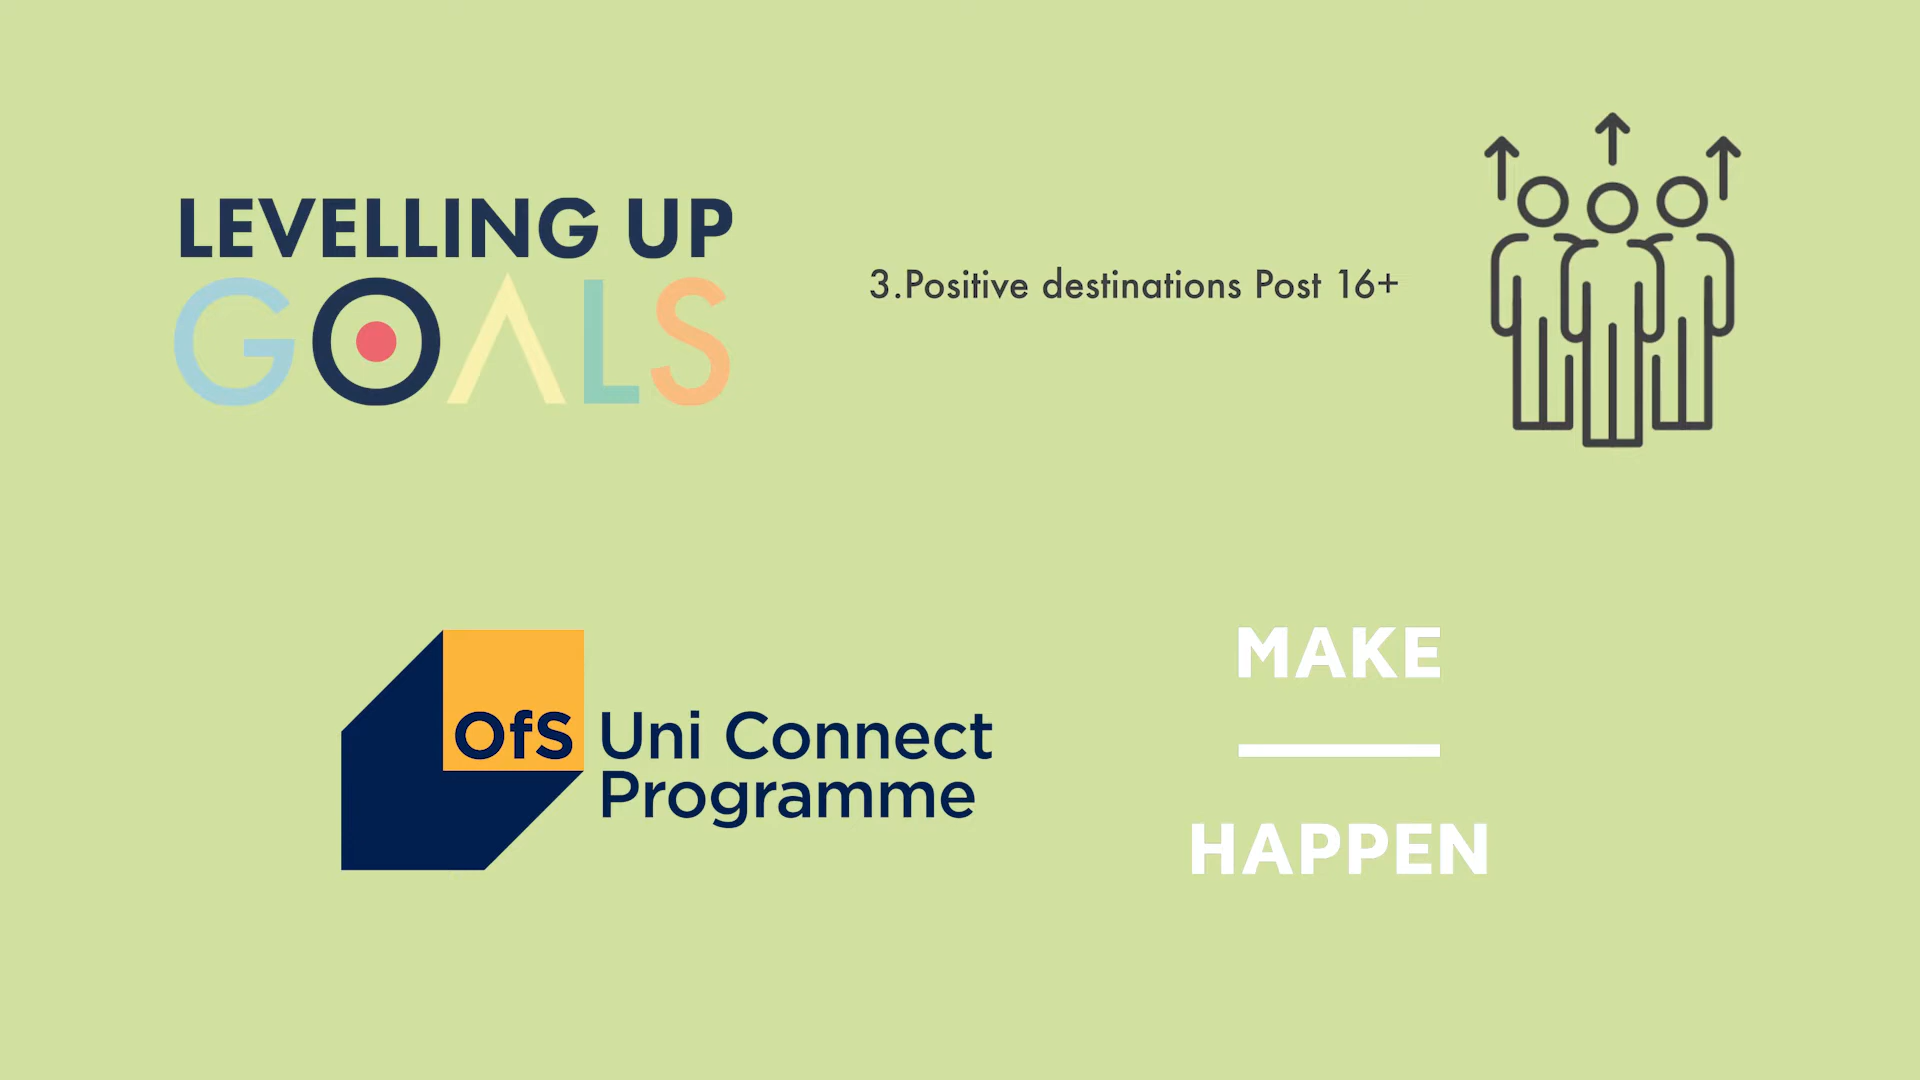 LEVELLING UP
GOALS
3.Positive destinations Post 16+
OfS Uni Connect
Programme
MAKE
HAPPEN